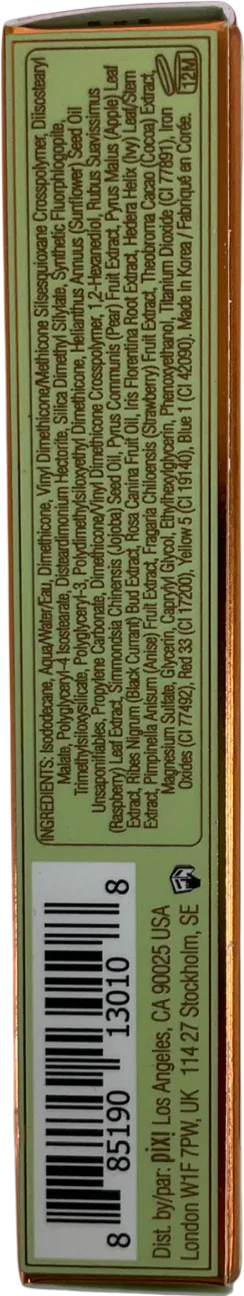 INGREDIENTS: Isododecane, Aqua/Water/Eau, Dimethicone, Vinyl Dimethicone/Methicone Silsesquioxane Crosspolymer, Diisostearyl
Malate, Polyglyceryl-4 Isostearate, Disteardimonium Hectorite, Silica Dimethyl Silylate, Synthetic Fluorphlogopite,
Trimethylsiloxysilicate, Polyglyceryl-3, Polydimethylsiloxyethyl Dimethicone, Helianthus Annuus (Sunflower) Seed Oil
Unsaponifiables, Propylene Carbonate, Dimethicone/Vinyl Dimethicone Crosspolymer, 1,2-Hexanediol, Rubus Suavissimus
(Raspberry) Leaf Extract, Simmondsia Chinensis (Jojoba) Seed Oil, Pyrus Communis (Pear) Fruit Extract, Pyrus Malus (Apple) Leaf
Extract, Ribes Nigrum (Black Currant) Bud Extract, Rosa Canina Fruit Oil, Iris Florentina Root Extract, Hedera Helix (Ivy) Leaf/Stem
Extract, Pimpinella Anisum (Anise) Fruit Extract, Fragaria Chiloensis (Strawberry) Fruit Extract, Theobroma Cacao (Cocoa) Extract,
Magnesium Sulfate, Glycerin, Caprylyl Glycol, Ethylhexylglycerin, Phenoxyethanol, Titanium Dioxide (CI 77891), Iron
Oxides (CI 77492), Red 33 (CI 17200), Yellow 5 (CI 19140), Blue 1 (CI 42090). Made in Korea / Fabriqué en Corée.
12M
8 85190 13010 8
Dist. by/par: pixi Los Angeles, CA 90025 USA
London W1F 7PW, UK 114 27 Stockholm, SE